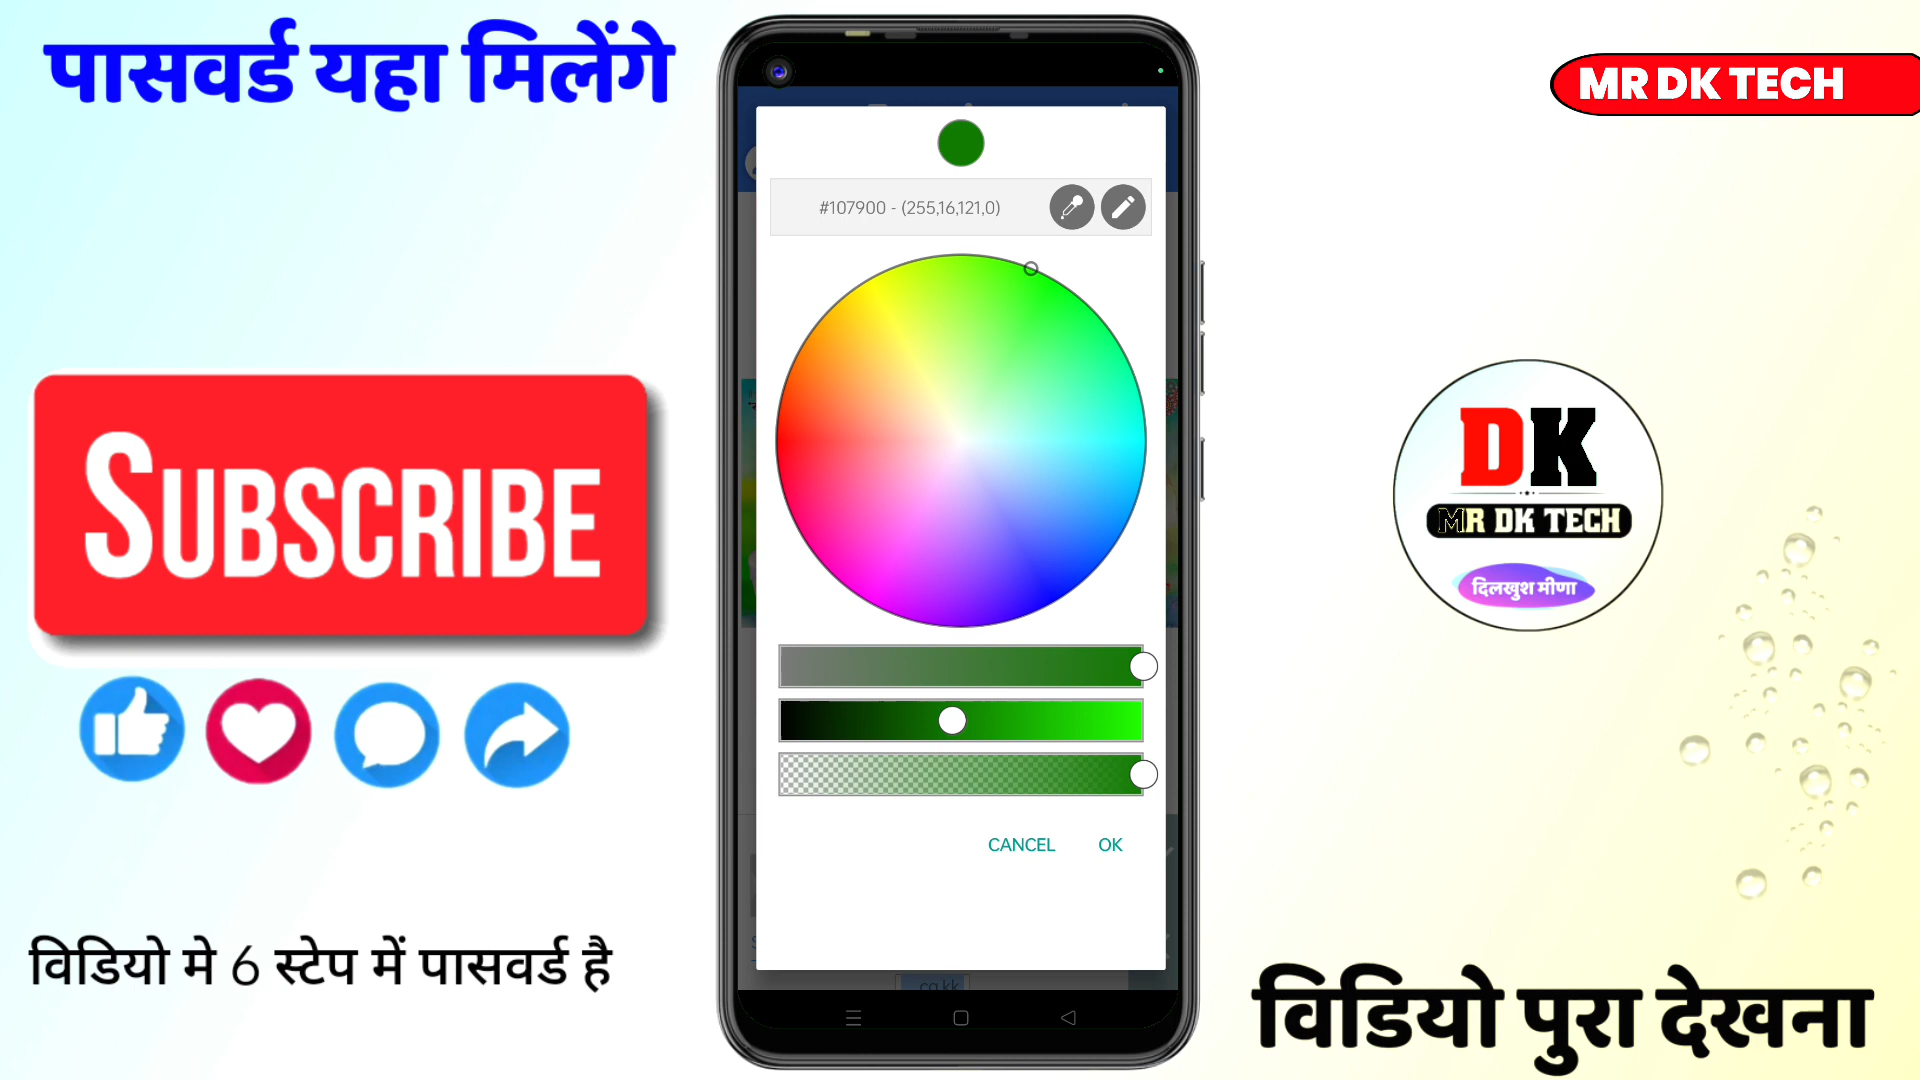 पासवर्ड यहा मिलेंगे
MR DK TECH
#107900 - (255,16,121,0)
SUBSCRIBE
DK
MR DK TECH
दिलखुश मीणा
CANCEL OK
विडियो मे 6 स्टेप में पासवर्ड है
विडियो पुरा देखना